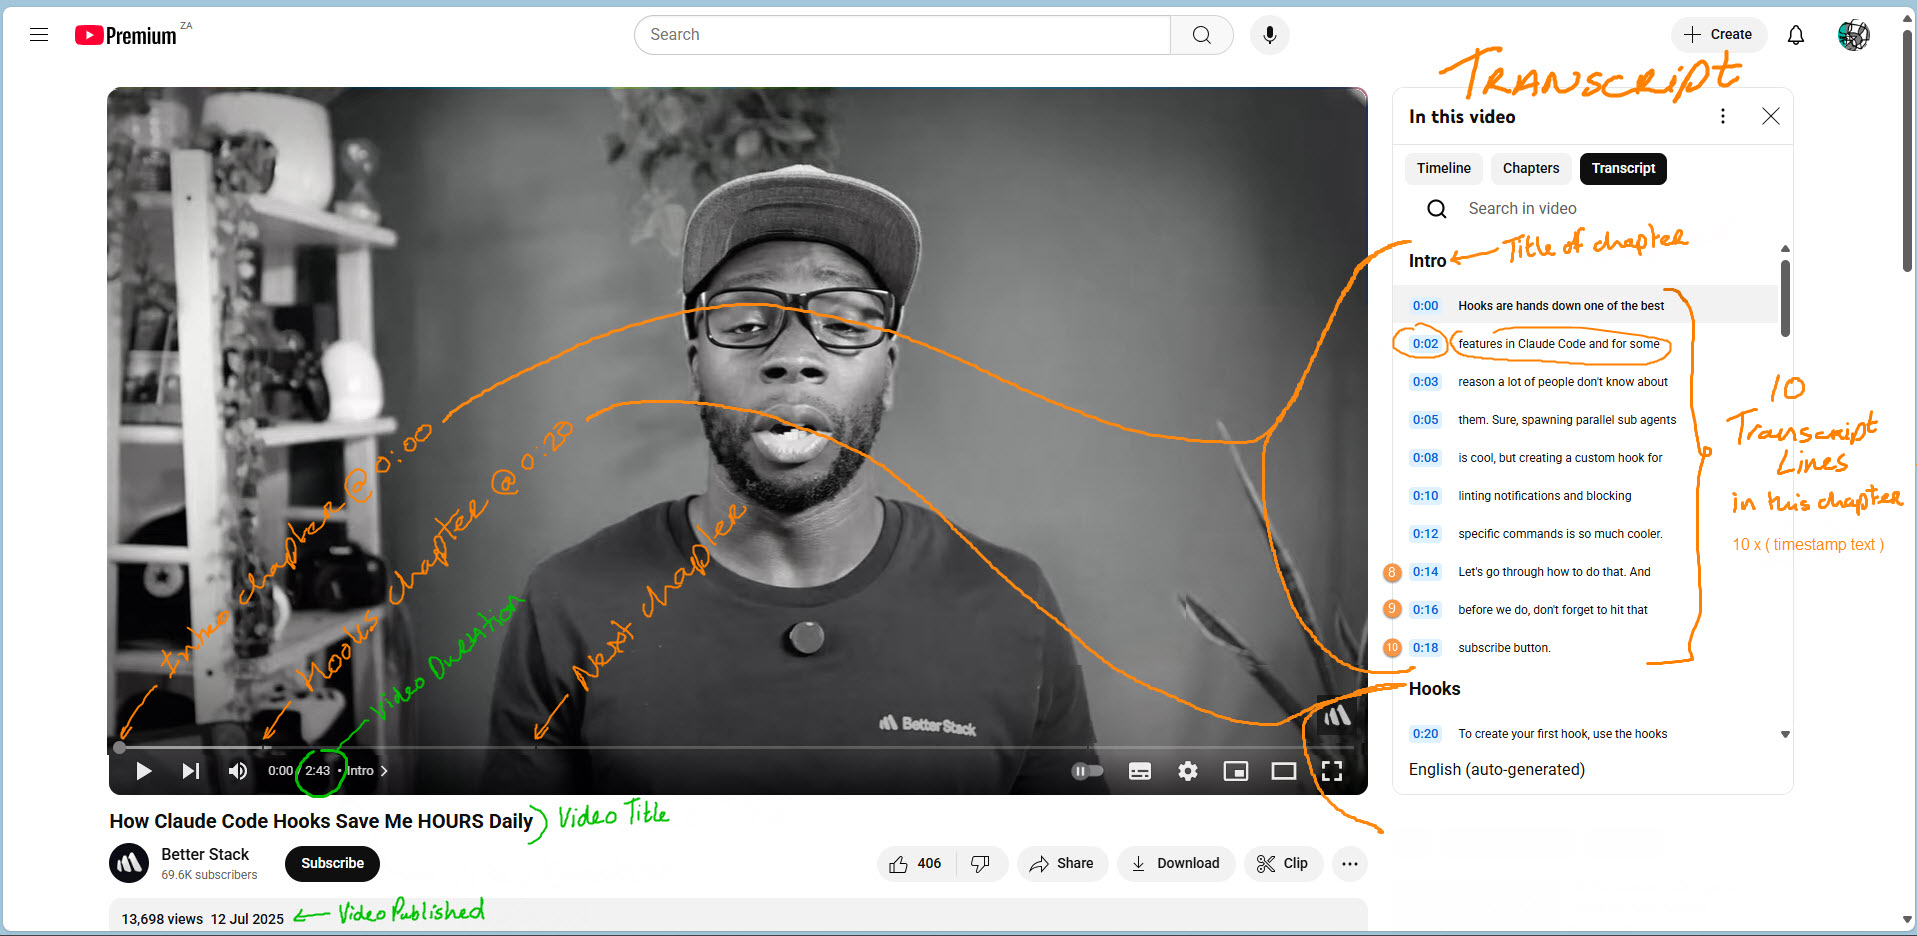 Premium ZA
Search
Create
TRANSCRIPT
In this video
Timeline Chapters Transcript
Search in video
Intro
Title of chapter
0:00 Hooks are hands down one of the best
0:02 features in Claude Code and for some
0:03 reason a lot of people don't know about
0:05 them. Sure, spawning parallel sub agents
0:08 is cool, but creating a custom hook for
0:10 linting notifications and blocking
0:12 specific commands is so much cooler.
8 0:14 Let's go through how to do that. And
9 0:16 before we do, don't forget to hit that
10 0:18 subscribe button.
10
Transcript
Lines
in this chapter
10 x ( timestamp text )
Hooks
0:20 To create your first hook, use the hooks
English (auto-generated)
Intro chapter @ 0:00
Hooks chapter @ 0:20
Video Duration
Next chapter
Better Stack
0:00 / 2:43 • Intro
How Claude Code Hooks Save Me HOURS Daily
Video Title
Better Stack
69.6K subscribers
Subscribe
406
Share
Download
Clip
13,698 views 12 Jul 2025
Video Published